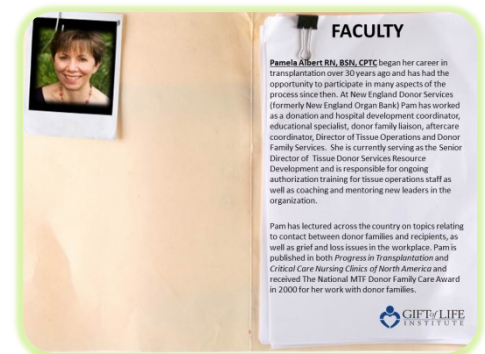 FACULTY
Pamela Albert RN, BSN, CPTC began her career in
transplantation over 30 years ago and has had the
opportunity to participate in many aspects of the
process since then. At New England Donor Services
(formerly New England Organ Bank) Pam has worked
as a donation and hospital development coordinator,
educational specialist, donor family liaison, aftercare
coordinator, Director of Tissue Operations and Donor
Family Services. She is currently serving as the Senior
Director of Tissue Donor Services Resource
Development and is responsible for ongoing
authorization training for tissue operations staff as
well as coaching and mentoring new leaders in the
organization.
Pam has lectured across the country on topics relating
to contact between donor families and recipients, as
well as grief and loss issues in the workplace. Pam is
published in both Progress in Transplantation and
Critical Care Nursing Clinics of North America and
received The National MTF Donor Family Care Award
in 2000 for her work with donor families.
GIFT of LIFE
INSTITUTE